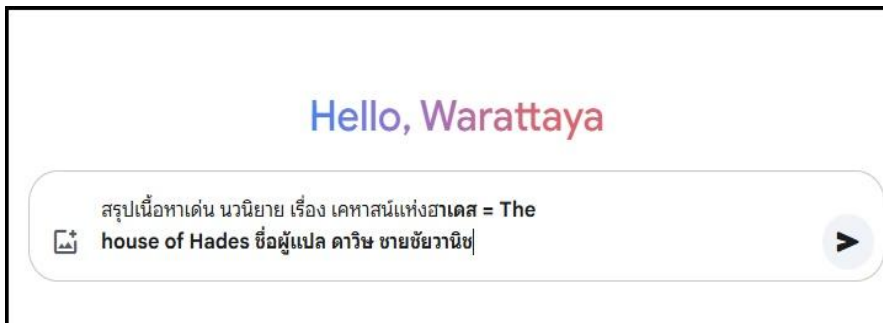 Hello, Warattaya
สรุปเนื้อหาเด่น นวนิยาย เรื่อง เคหาสน์แห่งฮาเดส = The
house of Hades ชื่อผู้แปล ดาวิษ ชาญชัยวานิช